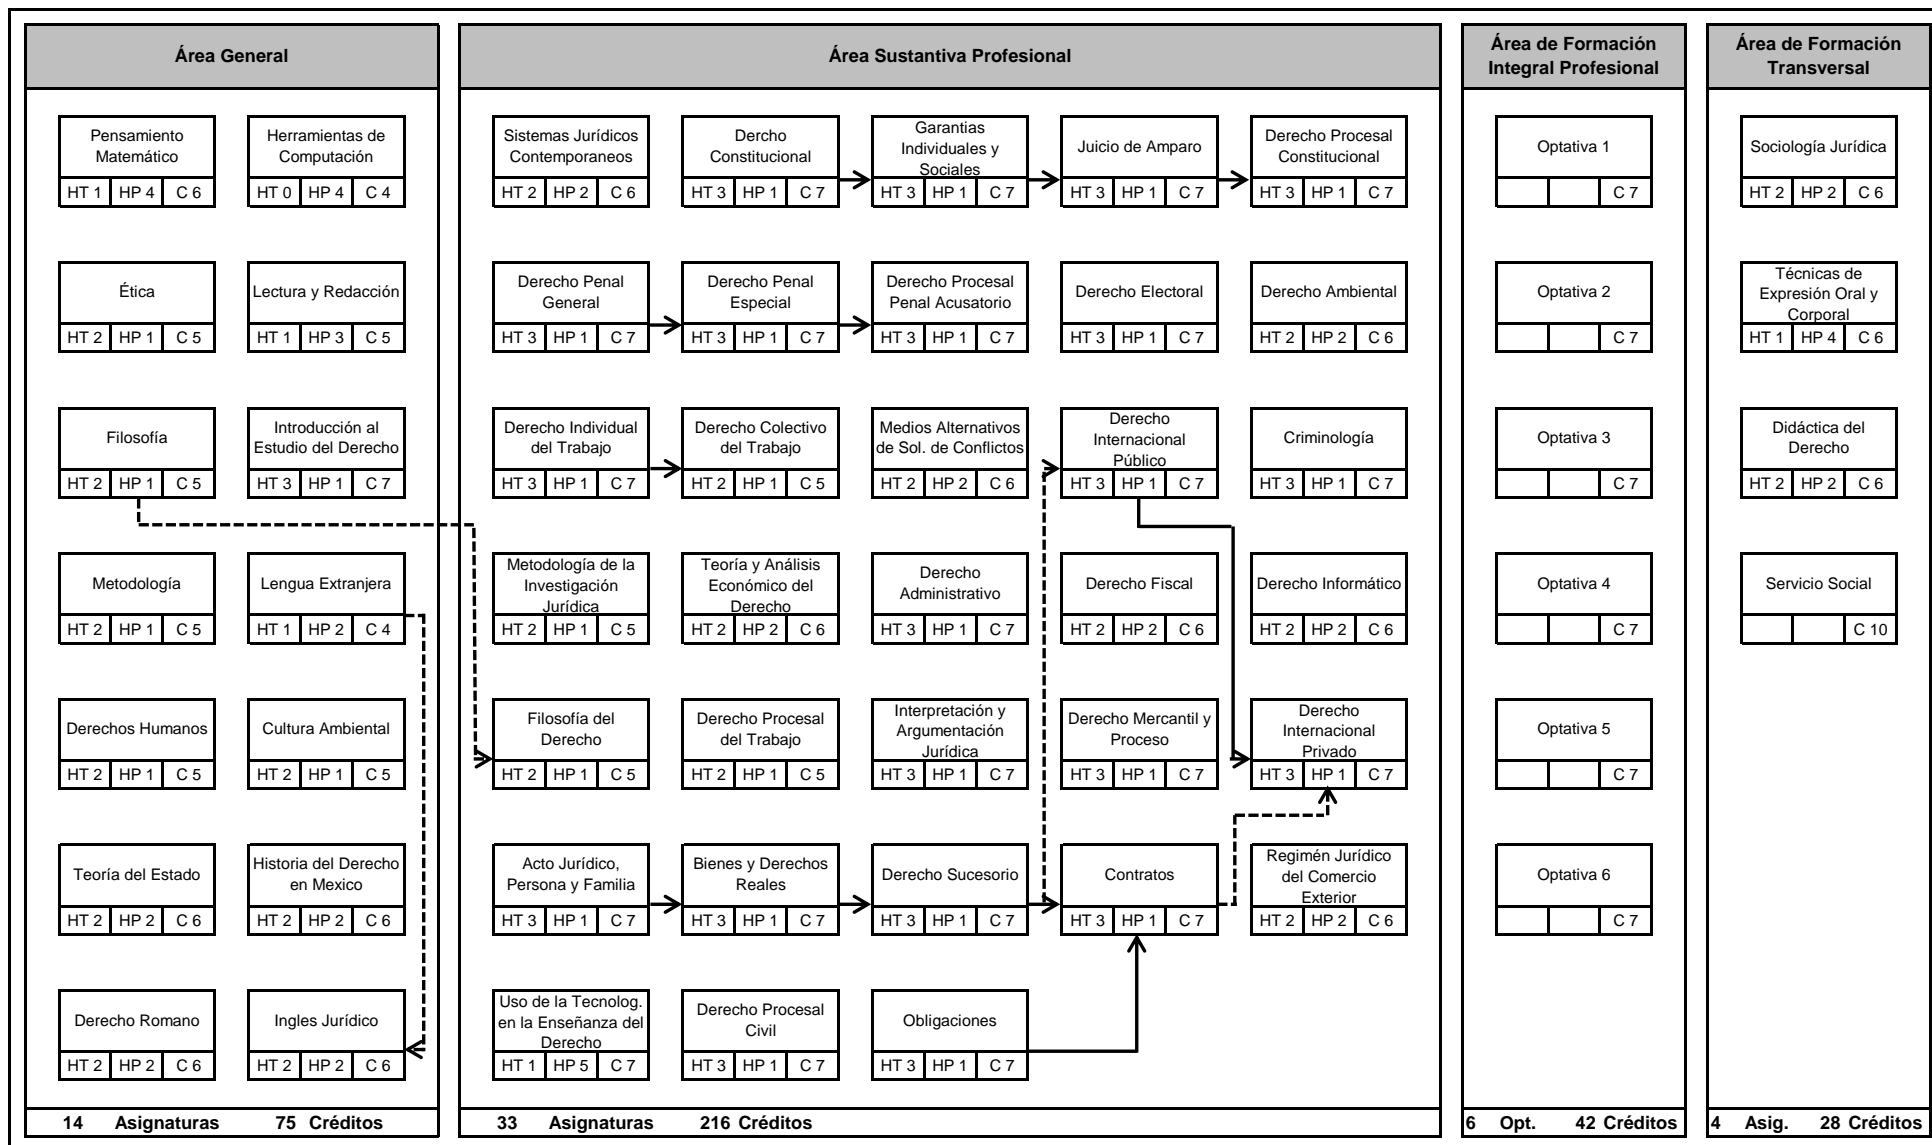 Área General
Pensamiento
Matemático
HT 1 HP 4 C 6
Herramientas de
Computación
HT 0 HP 4 C 4
Ética
HT 2 HP 1 C 5
Lectura y Redacción
HT 1 HP 3 C 5
Filosofía
HT 2 HP 1 C 5
Introducción al
Estudio del Derecho
HT 3 HP 1 C 7
Metodología
HT 2 HP 1 C 5
Lengua Extranjera
HT 1 HP 2 C 4
Derechos Humanos
HT 2 HP 1 C 5
Cultura Ambiental
HT 2 HP 1 C 5
Teoría del Estado
HT 2 HP 2 C 6
Historia del Derecho
en Mexico
HT 2 HP 2 C 6
Derecho Romano
HT 2 HP 2 C 6
Ingles Jurídico
HT 2 HP 2 C 6
14 Asignaturas 75 Créditos
Área Sustantiva Profesional
Sistemas Jurídicos
Contemporaneos
HT 2 HP 2 C 6
Dercho
Constitucional
HT 3 HP 1 C 7
Garantias
Individuales y
Sociales
HT 3 HP 1 C 7
Juicio de Amparo
HT 3 HP 1 C 7
Derecho Procesal
Constitucional
HT 3 HP 1 C 7
Derecho Penal
General
HT 3 HP 1 C 7
Derecho Penal
Especial
HT 3 HP 1 C 7
Derecho Procesal
Penal Acusatorio
HT 3 HP 1 C 7
Derecho Electoral
HT 3 HP 1 C 7
Derecho Ambiental
HT 2 HP 2 C 6
Derecho Individual
del Trabajo
HT 3 HP 1 C 7
Derecho Colectivo
del Trabajo
HT 2 HP 1 C 5
Medios Alternativos
de Sol. de Conflictos
HT 2 HP 2 C 6
Derecho
Internacional
Público
HT 3 HP 1 C 7
Criminología
HT 3 HP 1 C 7
Metodología de la
Investigación
Jurídica
HT 2 HP 1 C 5
Teoría y Análisis
Económico del
Derecho
HT 2 HP 2 C 6
Derecho
Administrativo
HT 3 HP 1 C 7
Derecho Fiscal
HT 2 HP 2 C 6
Derecho Informático
HT 2 HP 2 C 6
Filosofía del
Derecho
HT 2 HP 1 C 5
Derecho Procesal
del Trabajo
HT 2 HP 1 C 5
Interpretación y
Argumentación
Jurídica
HT 3 HP 1 C 7
Derecho Mercantil y
Proceso
HT 3 HP 1 C 7
Derecho
Internacional
Privado
HT 3 HP 1 C 7
Acto Jurídico,
Persona y Familia
HT 3 HP 1 C 7
Bienes y Derechos
Reales
HT 3 HP 1 C 7
Derecho Sucesorio
HT 3 HP 1 C 7
Contratos
HT 3 HP 1 C 7
Regimén Jurídico
del Comercio
Exterior
HT 2 HP 2 C 6
Uso de la Tecnolog.
en la Enseñanza del
Derecho
HT 1 HP 5 C 7
Derecho Procesal
Civil
HT 3 HP 1 C 7
Obligaciones
HT 3 HP 1 C 7
33 Asignaturas 216 Créditos
Área de Formación
Integral Profesional
Optativa 1
C 7
Optativa 2
C 7
Optativa 3
C 7
Optativa 4
C 7
Optativa 5
C 7
Optativa 6
C 7
6 Opt. 42 Créditos
Área de Formación
Transversal
Sociología Jurídica
HT 2 HP 2 C 6
Técnicas de
Expresión Oral y
Corporal
HT 1 HP 4 C 6
Didáctica del
Derecho
HT 2 HP 2 C 6
Servicio Social
C 10
4 Asig. 28 Créditos